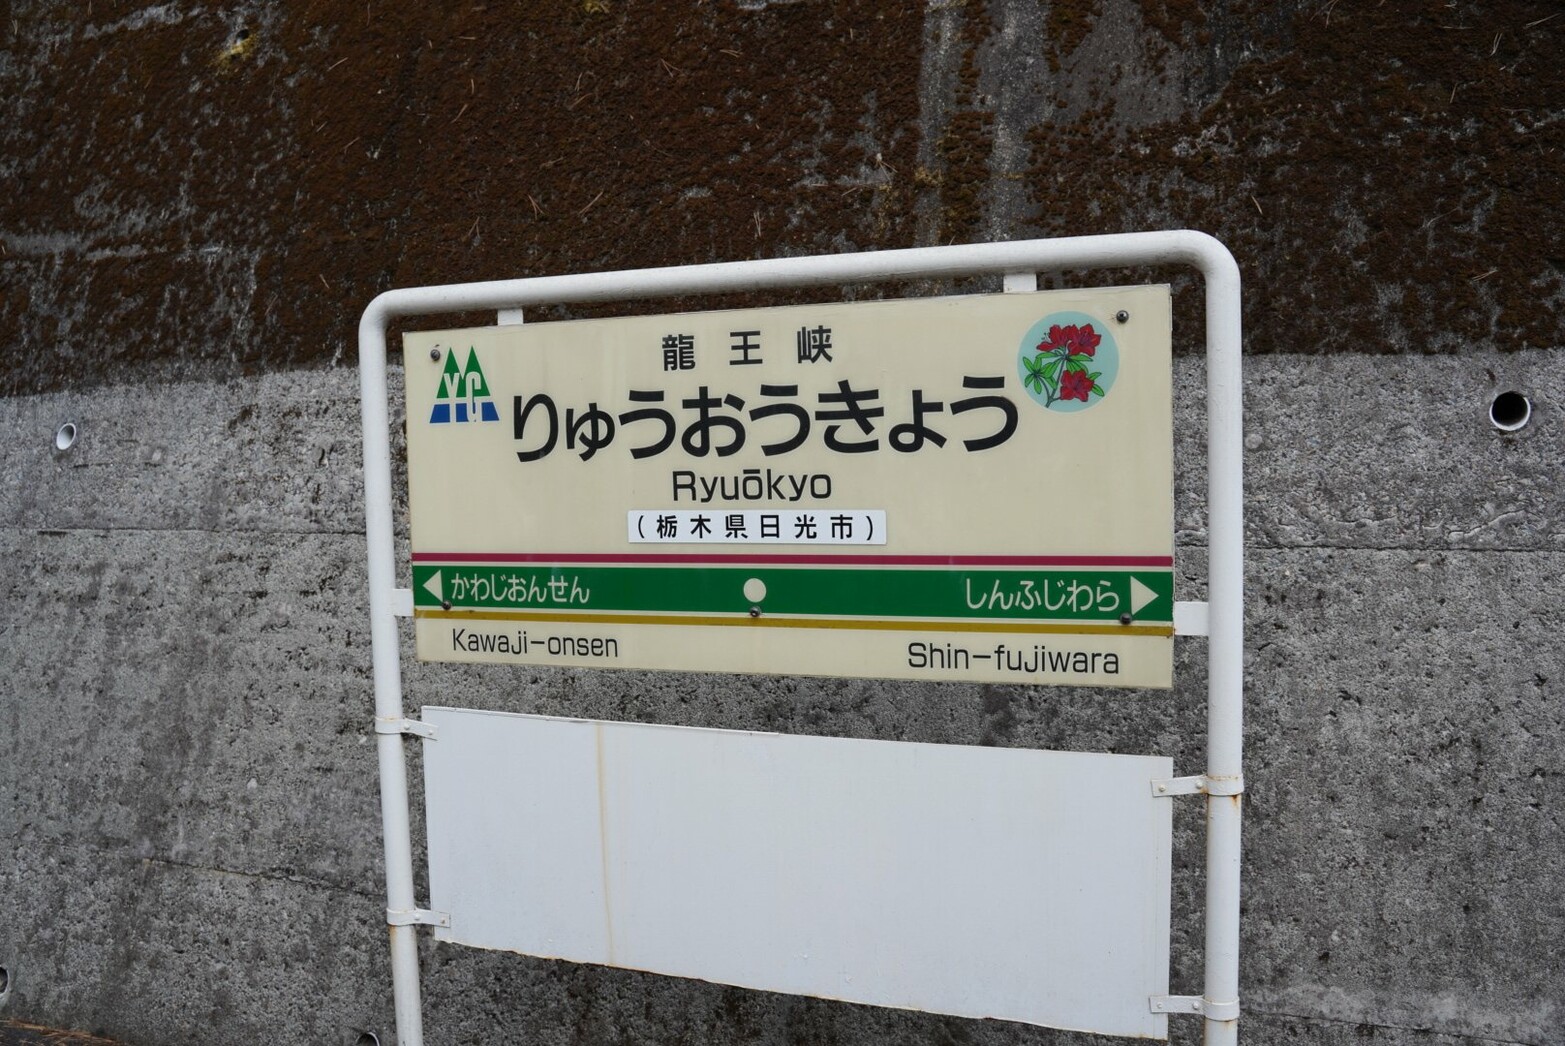 龍王峡
りゅうおうきょう
Ryuōkyo
(栃木県日光市)
かわじおんせん
しんふじわら
Kawaji-onsen
Shin-fujiwara